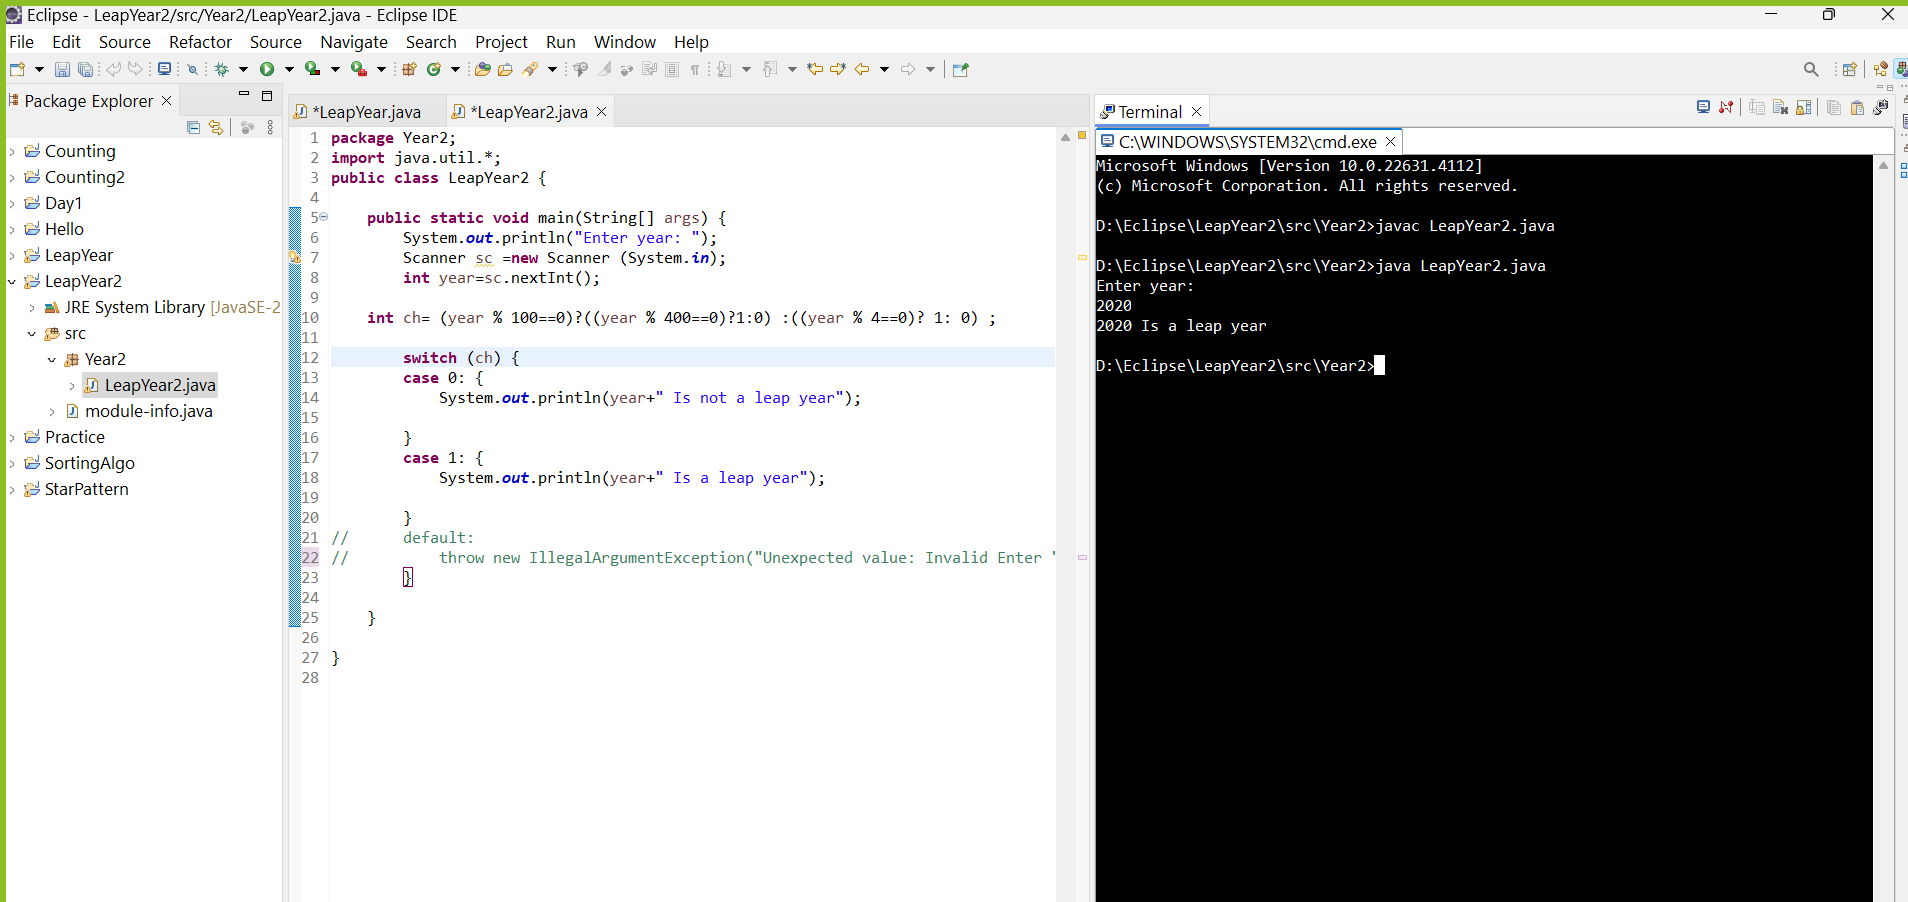 Eclipse - LeapYear2/src/Year2/LeapYear2.java - Eclipse IDE
File Edit Source Refactor Source Navigate Search Project Run Window Help
Package Explorer
Counting
Counting2
Day1
Hello
LeapYear
LeapYear2
JRE System Library [JavaSE-2
src
Year2
LeapYear2.java
module-info.java
Practice
SortingAlgo
StarPattern
*LeapYear.java *LeapYear2.java
1 package Year2;
2 import java.util.*;
3 public class LeapYear2 {
4
5 public static void main(String[] args) {
6 System.out.println("Enter year: ");
7 Scanner sc =new Scanner (System.in);
8 int year=sc.nextInt();
9
10 int ch= (year % 100==0)?((year % 400==0)?1:0) :((year % 4==0)? 1: 0) ;
11
12 switch (ch) {
13 case 0: {
14 System.out.println(year+" Is not a leap year");
15
16 }
17 case 1: {
18 System.out.println(year+" Is a leap year");
19
20 }
21 // default:
22 // throw new IllegalArgumentException("Unexpected value: Invalid Enter "
23 }
24
25 }
26
27 }
28
Terminal
C:\WINDOWS\SYSTEM32\cmd.exe
Microsoft Windows [Version 10.0.22631.4112]
(c) Microsoft Corporation. All rights reserved.
D:\Eclipse\LeapYear2\src\Year2>javac LeapYear2.java
D:\Eclipse\LeapYear2\src\Year2>java LeapYear2.java
Enter year:
2020
2020 Is a leap year
D:\Eclipse\LeapYear2\src\Year2>